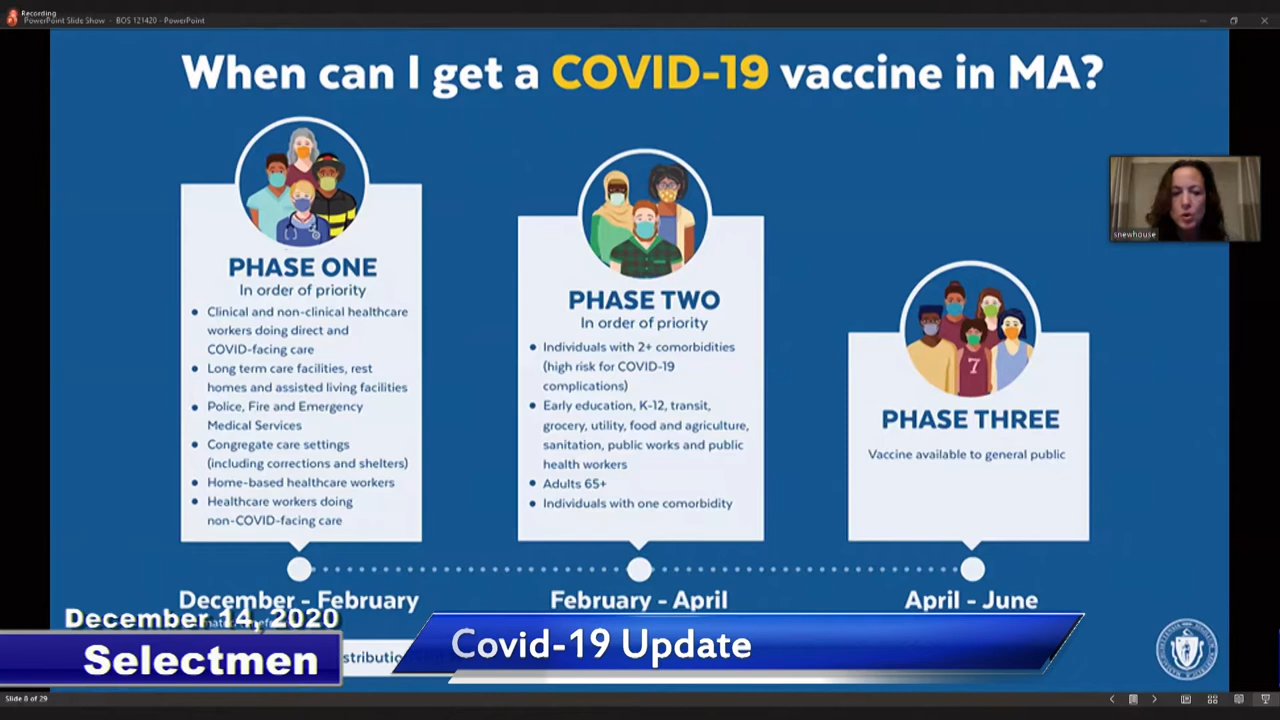 Recording
PowerPoint Slide Show - BOS 121420 - PowerPoint
When can I get a COVID-19 vaccine in MA?
snewhouse
PHASE ONE
In order of priority
• Clinical and non-clinical healthcare
workers doing direct and
COVID-facing care
• Long term care facilities, rest
homes and assisted living facilities
• Police, Fire and Emergency
Medical Services
• Congregate care settings
(including corrections and shelters)
• Home-based healthcare workers
• Healthcare workers doing
non-COVID-facing care
December - February
PHASE TWO
In order of priority
• Individuals with 2+ comorbidities
(high risk for COVID-19
complications)
• Early education, K-12, transit,
grocery, utility, food and agriculture,
sanitation, public works and public
health workers
• Adults 65+
• Individuals with one comorbidity
February - April
7
PHASE THREE
Vaccine available to general public
April - June
December 14, 2020
Selectmen
Covid-19 Update
Slide 8 of 29